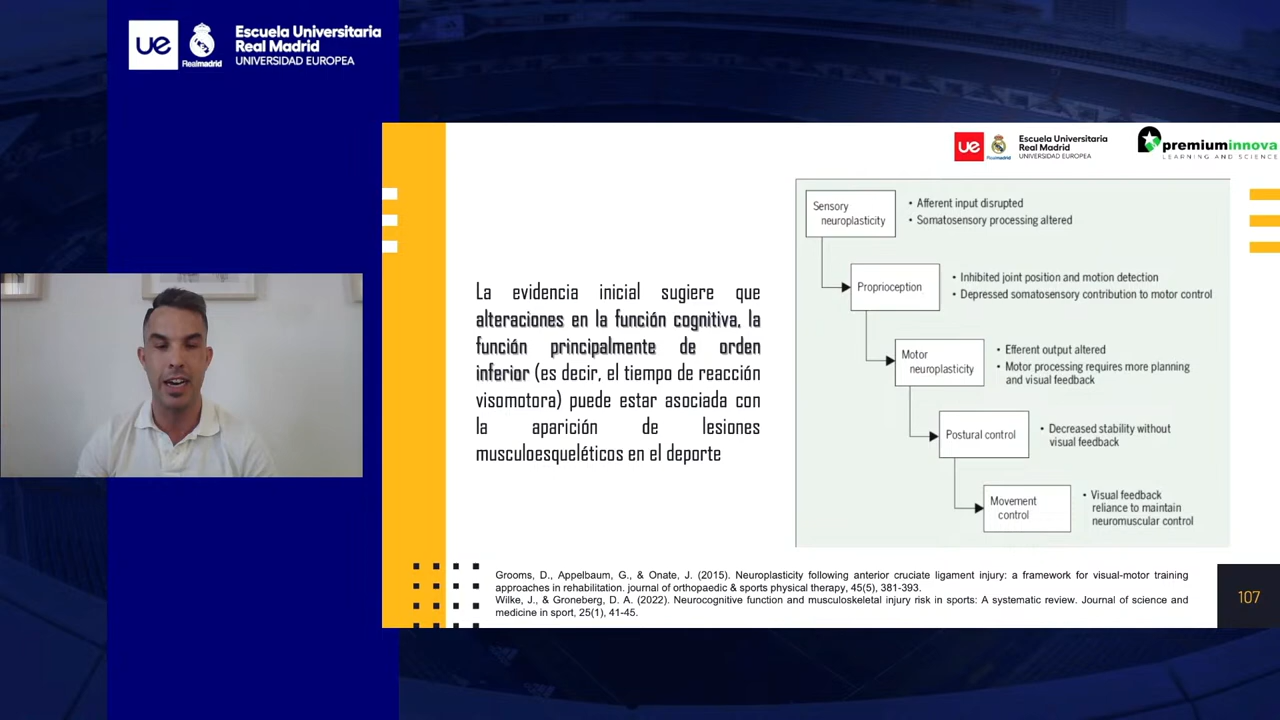 ue
Realmadrid
Escuela Universitaria
Real Madrid
UNIVERSIDAD EUROPEA
ue
Realmadrid
Escuela Universitaria
Real Madrid
UNIVERSIDAD EUROPEA
premiuminnova
LEARNING AND SCIENCE
La evidencia inicial sugiere que
alteraciones en la función cognitiva, la
función principalmente de orden
inferior (es decir, el tiempo de reacción
visomotora) puede estar asociada con
la aparición de lesiones
musculoesqueléticos en el deporte
Sensory
neuroplasticity
• Afferent input disrupted
• Somatosensory processing altered
Proprioception
• Inhibited joint position and motion detection
• Depressed somatosensory contribution to motor control
Motor
neuroplasticity
• Efferent output altered
• Motor processing requires more planning
and visual feedback
Postural control
• Decreased stability without
visual feedback
Movement
control
• Visual feedback
reliance to maintain
neuromuscular control
Grooms, D., Appelbaum, G., & Onate, J. (2015). Neuroplasticity following anterior cruciate ligament injury: a framework for visual-motor training
approaches in rehabilitation. journal of orthopaedic & sports physical therapy, 45(5), 381-393.
Wilke, J., & Groneberg, D. A. (2022). Neurocognitive function and musculoskeletal injury risk in sports: A systematic review. Journal of science and
medicine in sport, 25(1), 41-45.
107